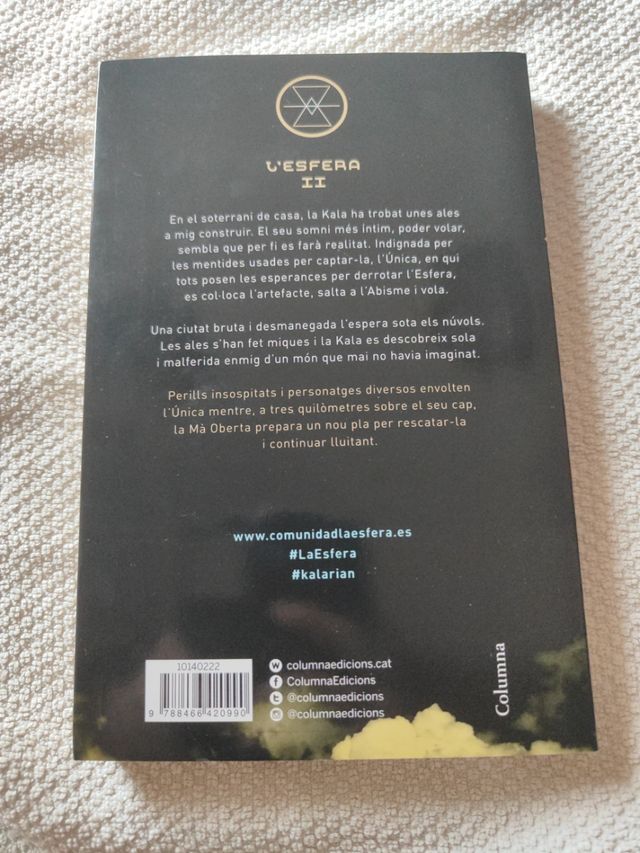 L'ESFERA
II
En el soterrani de casa, la Kala ha trobat unes ales
a mig construir. El seu somni més íntim, poder volar,
sembla que per fi es farà realitat. Indignada per
les mentides usades per captar-la, l'Única, en qui
tots posen les esperances per derrotar l'Esfera,
es col·loca l'artefacte, salta a l'Abisme i vola.
Una ciutat bruta i desmanegada l'espera sota els núvols.
Les ales s'han fet miques i la Kala es descobreix sola
i malferida enmig d'un món que mai no havia imaginat.
Perills insospitats i personatges diversos envolten
l'Única mentre, a tres quilòmetres sobre el seu cap,
la Mà Oberta prepara un nou pla per rescatar-la
i continuar lluitant.
www.comunidadlaesfera.es
#LaEsfera
#kalarian
10140222
9 788466 420990
columnaedicions.cat
ColumnaEdicions
@columnaedicions
@columnaedicions
Columna